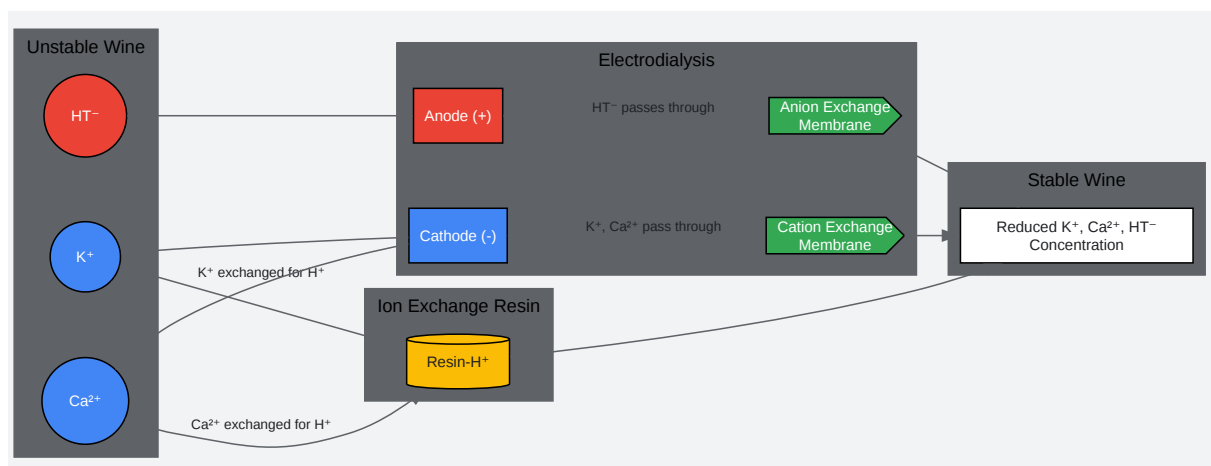 Unstable Wine
HT⁻
K⁺
Ca²⁺
Electrodialysis
Anode (+)
HT⁻ passes through
Anion Exchange
Membrane
Cathode (-)
K⁺, Ca²⁺ pass through
Cation Exchange
Membrane
K⁺ exchanged for H⁺
Ca²⁺ exchanged for H⁺
Ion Exchange Resin
Resin-H⁺
Stable Wine
Reduced K⁺, Ca²⁺, HT⁻
Concentration